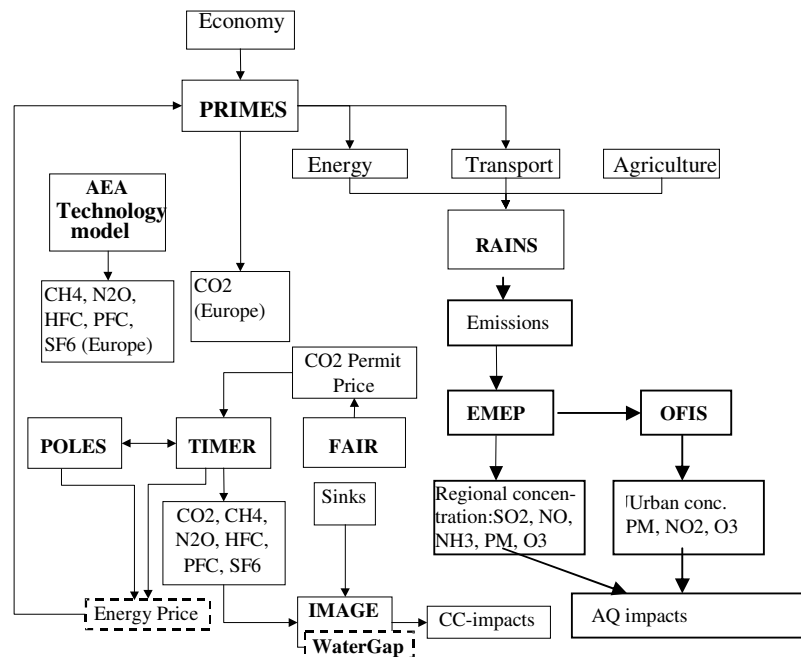 Economy
PRIMES
Energy
Transport
Agriculture
AEA
Technology
model
RAINS
CH4, N2O,
HFC, PFC,
SF6 (Europe)
CO2
(Europe)
Emissions
CO2 Permit
Price
EMEP
OFIS
POLES
TIMER
FAIR
Regional concen-
tration:SO2, NO,
NH3, PM, O3
Urban conc.
PM, NO2, O3
Sinks
CO2, CH4,
N2O, HFC,
PFC, SF6
Energy Price
IMAGE
WaterGap
CC-impacts
AQ impacts